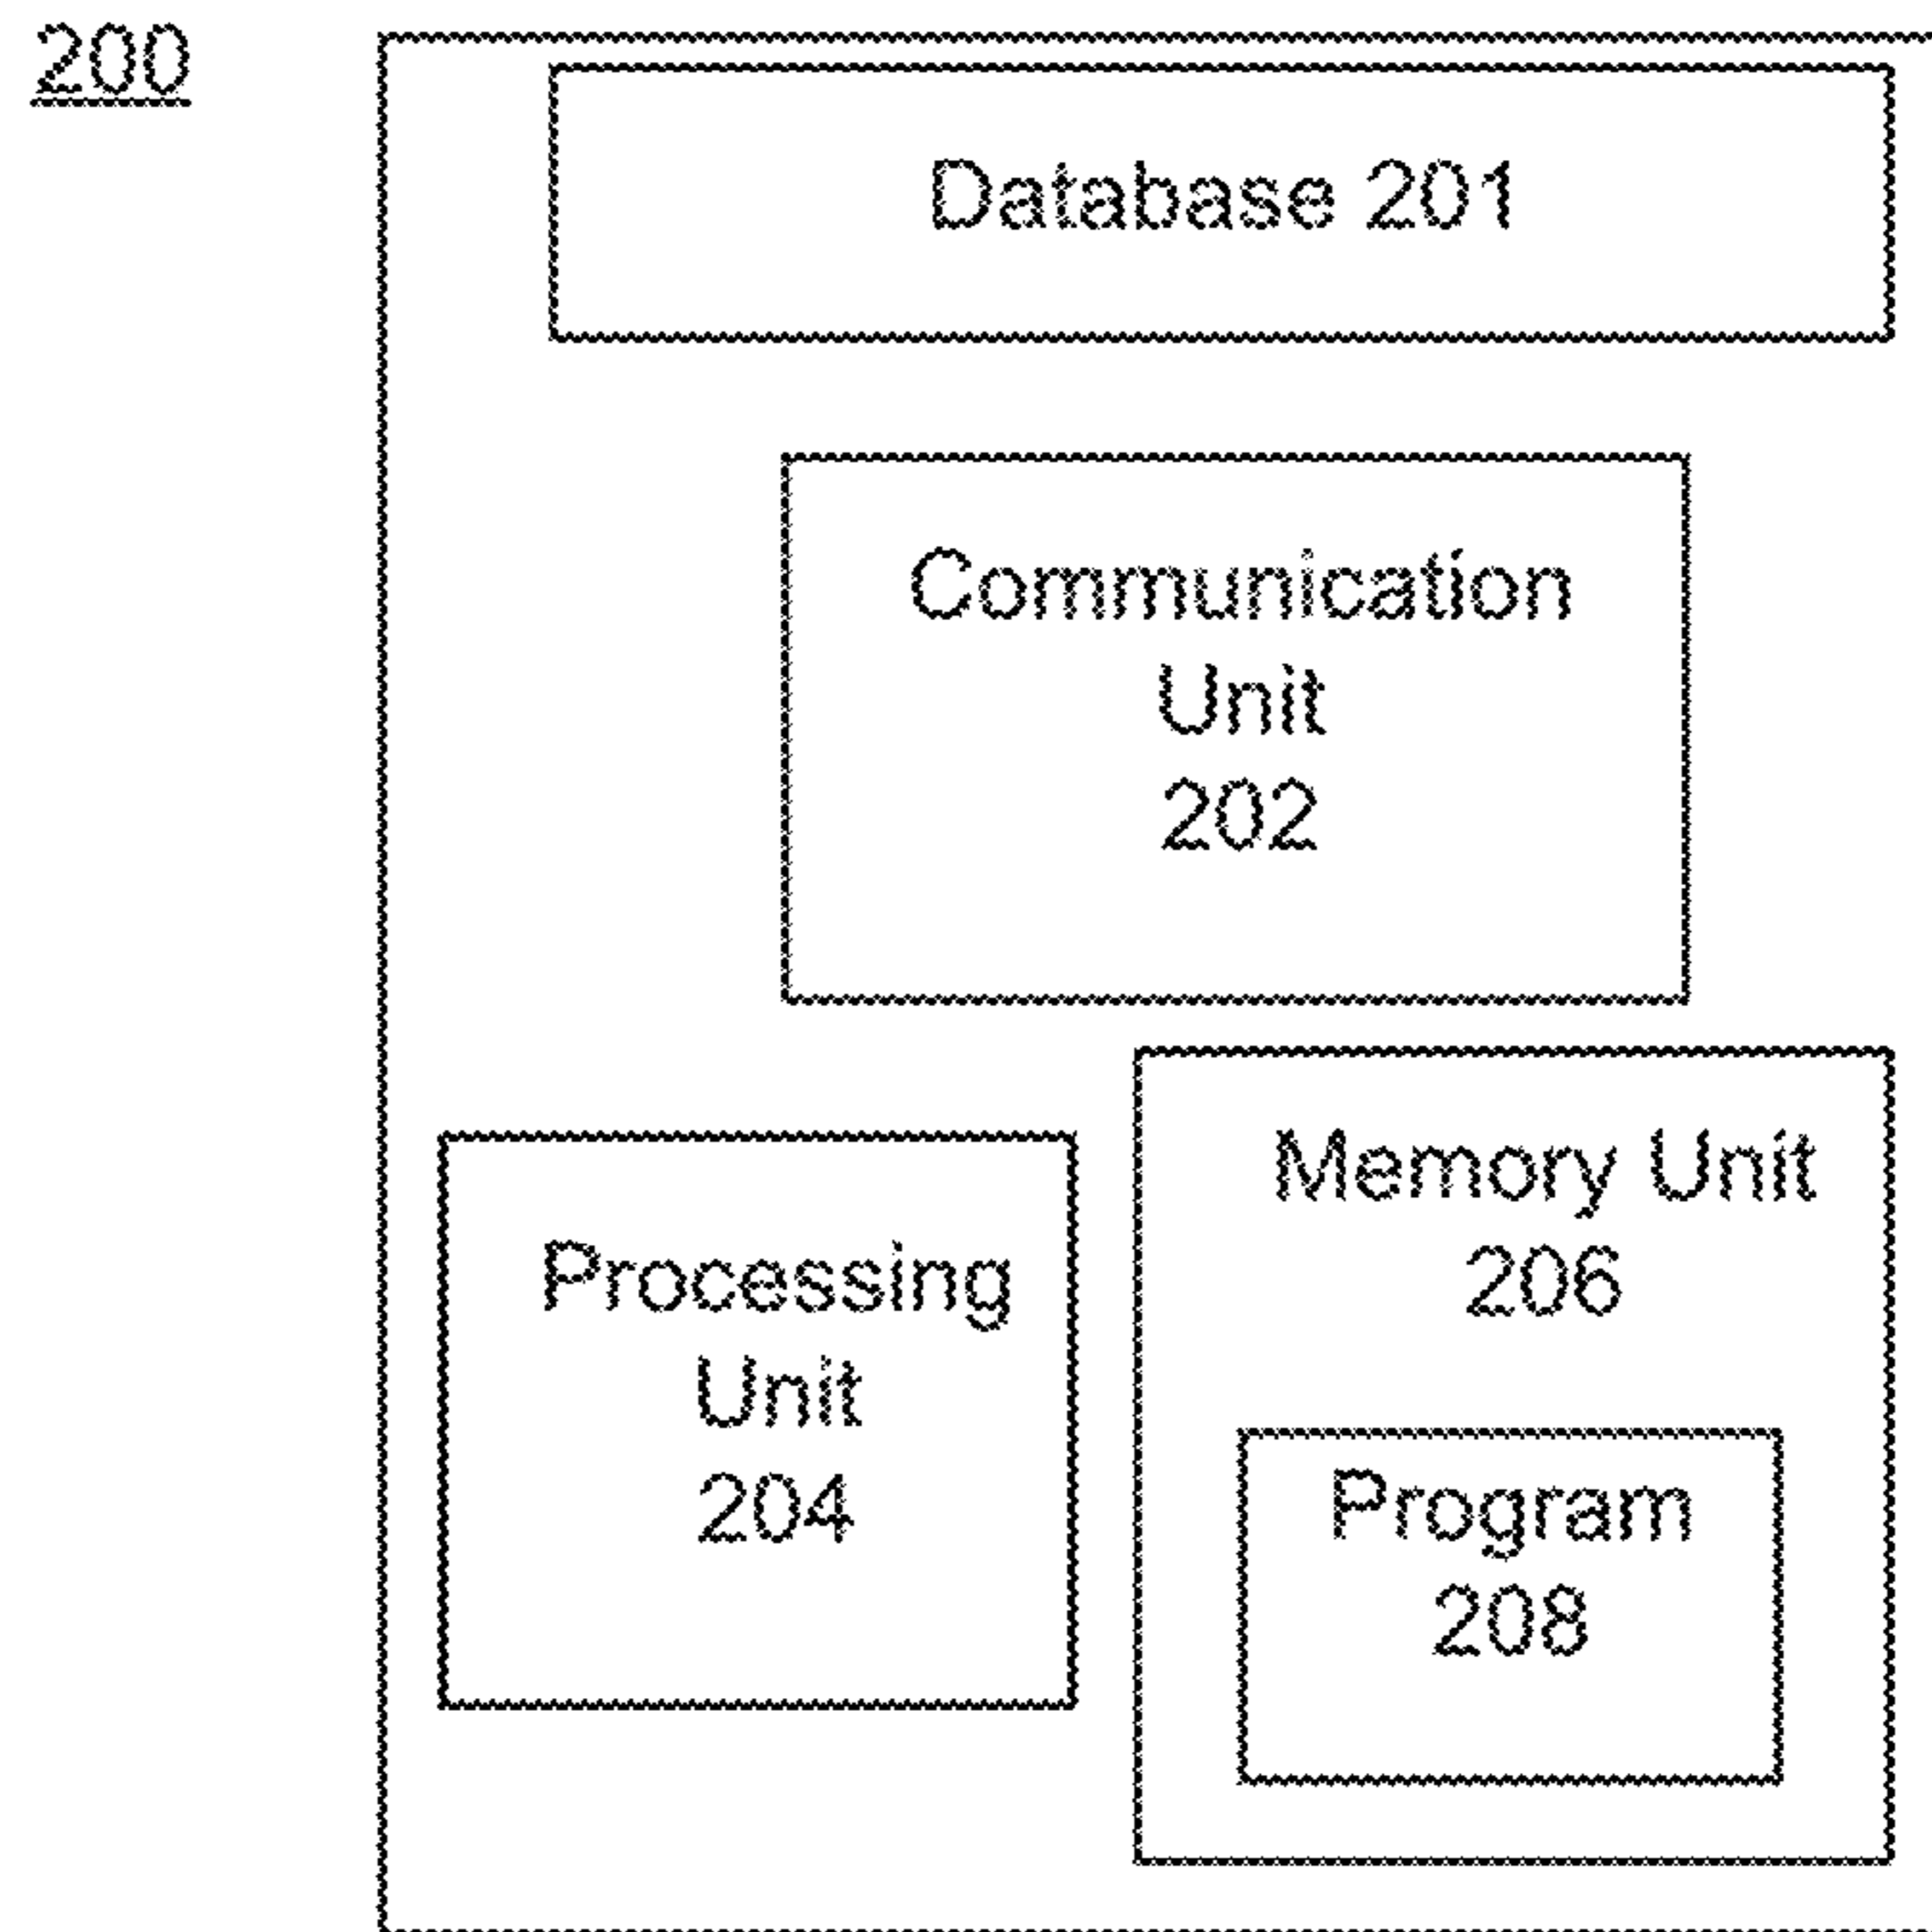 200
Database 201
Communication
Unit
202
Processing
Unit
204
Memory Unit
206
Program
208